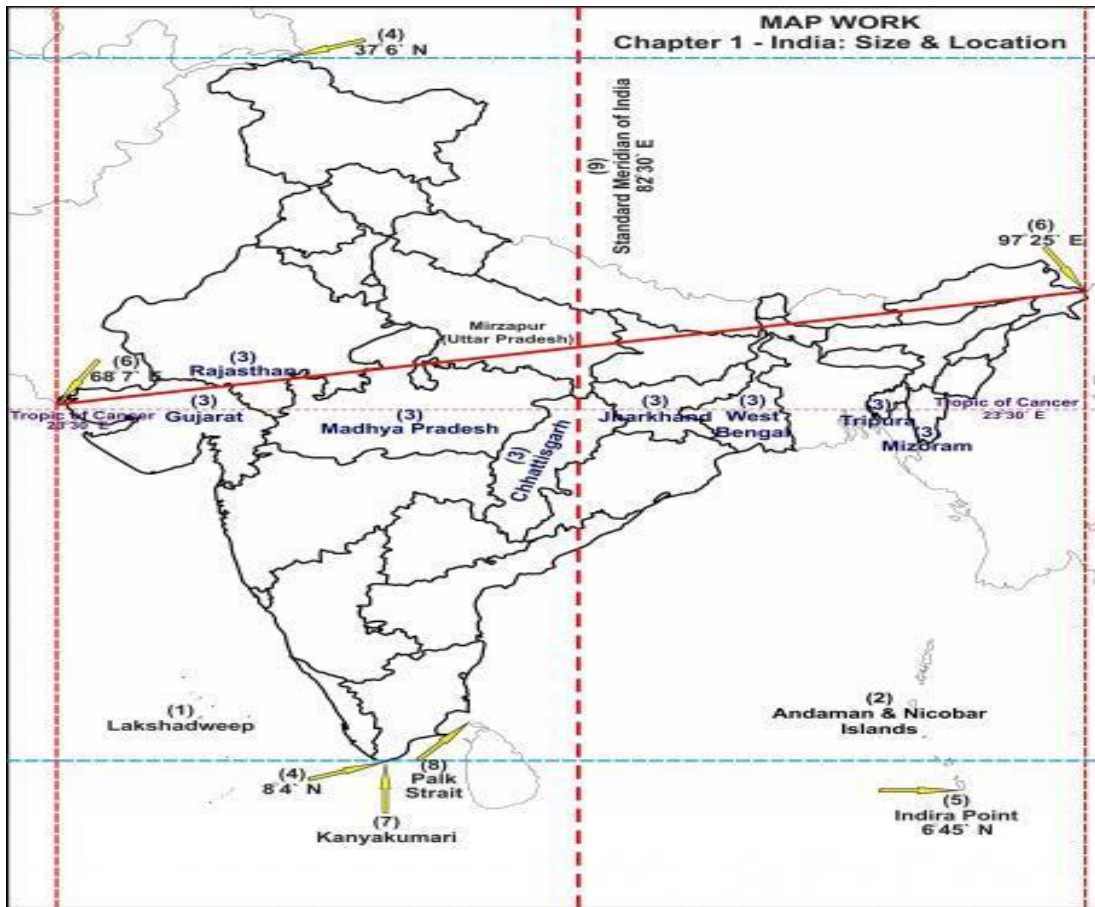 MAP WORK
Chapter 1 - India: Size & Location
(4)
37˚6` N
(9)
Standard Meridian of India
82˚30` E
(6)
97˚25` E
Mirzapur
(Uttar Pradesh)
(6)
68˚7` E
(3)
Rajasthan
Tropic of Cancer
23˚30` E
(3)
Gujarat
(3)
Madhya Pradesh
(3)
Chhattisgarh
(3)
Jharkhand
(3)
West
Bengal
(3)
Tripura
(3)
Mizoram
Tropic of Cancer
23˚30` E
(1)
Lakshadweep
(2)
Andaman & Nicobar
Islands
(4)
8˚4` N
(8)
Palk
Strait
(7)
Kanyakumari
(5)
Indira Point
6˚45` N